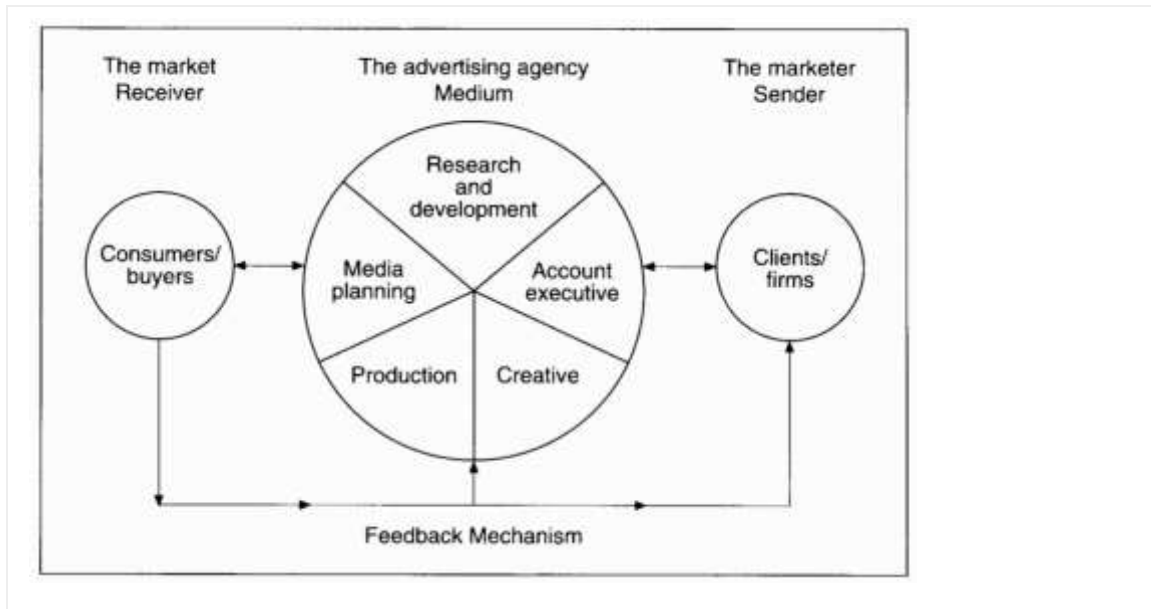 The market
Receiver
The advertising agency
Medium
The marketer
Sender
Research
and
development
Consumers/
buyers
Media
planning
Account
executive
Clients/
firms
Production
Creative
Feedback Mechanism